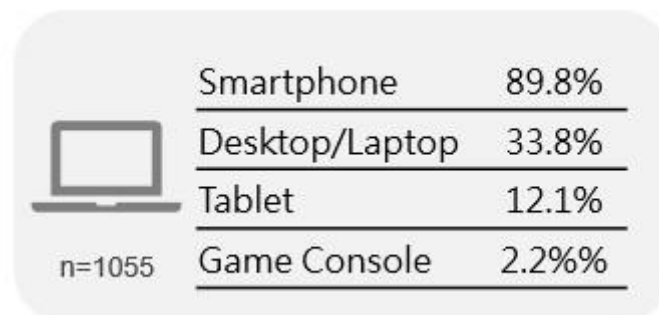 Smartphone 89.8%
Desktop/Laptop 33.8%
Tablet 12.1%
Game Console 2.2%%
n=1055